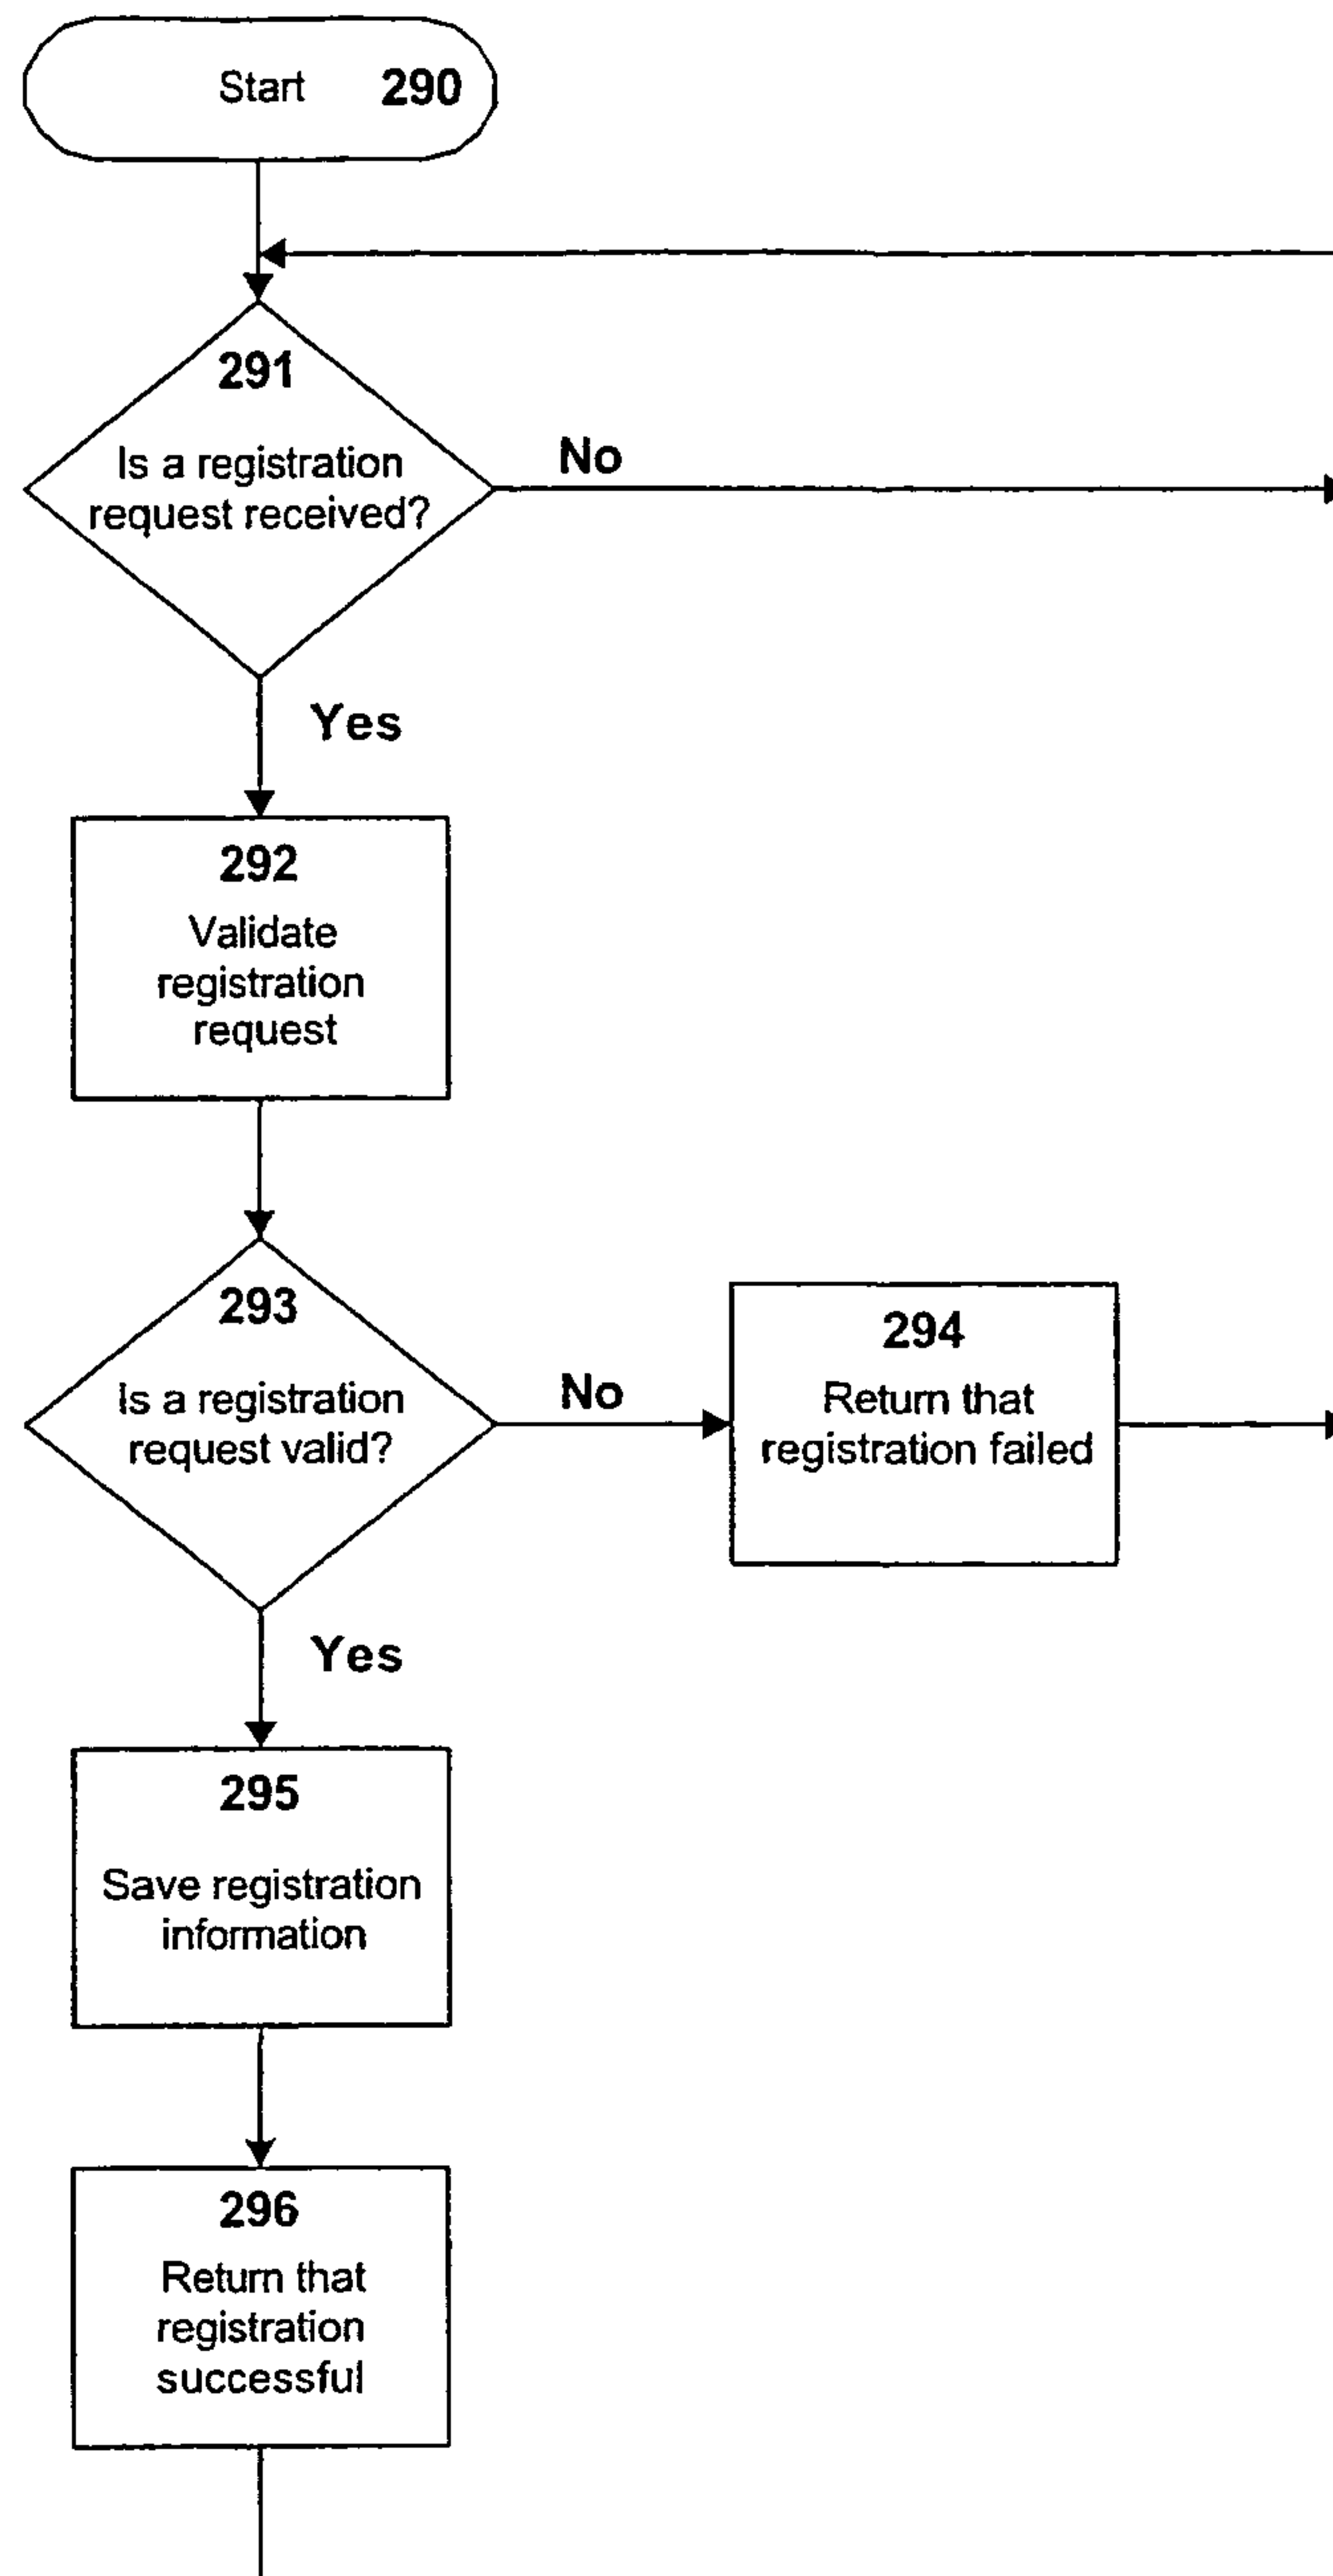 Start 290
291
Is a registration
request received?
No
Yes
292
Validate
registration
request
293
Is a registration
request valid?
No
294
Return that
registration failed
Yes
295
Save registration
information
296
Return that
registration
successful